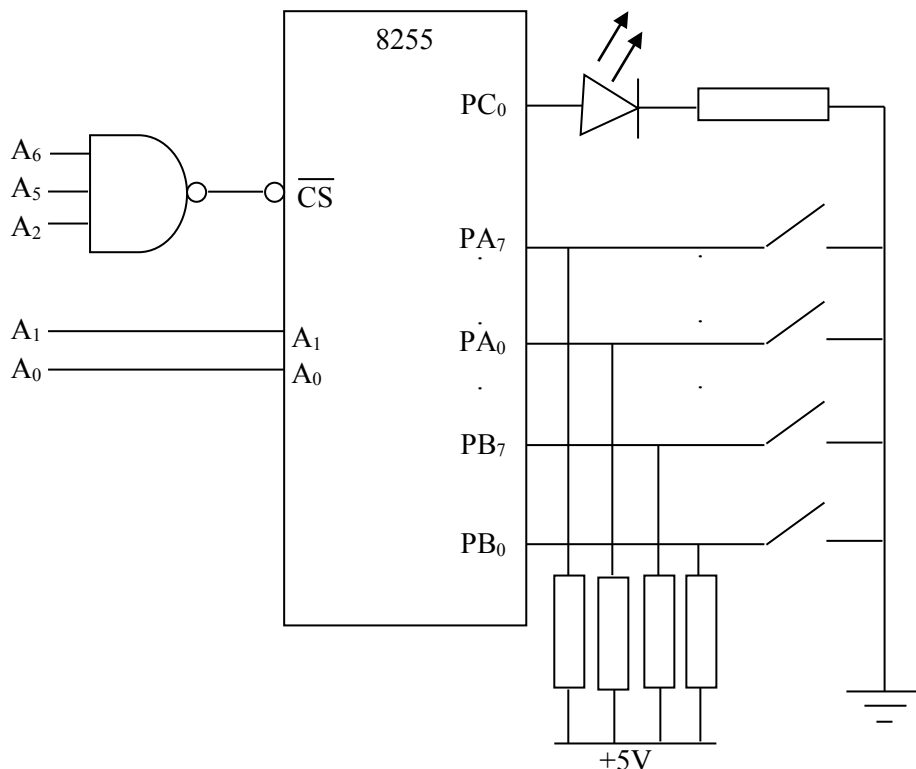 8255
PC₀
A₆
A₅
A₂
CS
PA₇
A₁
A₁
PA₀
A₀
A₀
PB₇
PB₀
+5V